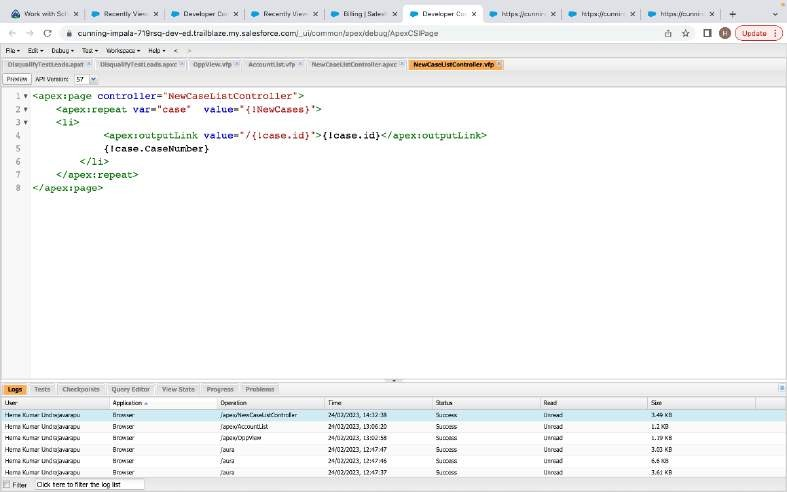 Work with Sch
Recently View
Developer Co
Recently View
Billing | Salesf
Developer Co
https://cunnin
https://cunnin
https://cunnin
cunning-impala-719rsq-dev-ed.trailblaze.my.salesforce.com/_ui/common/apex/debug/ApexCSIPage
H
Update
File Edit Debug Test Workspace Help < >
DisqualifyTestLeads.apxt DisqualifyTestLeads.apxc OppView.vfp AccountList.vfp NewCaseListController.apxc NewCaseListController.vfp
Preview API Version: 57
1 <apex:page controller="NewCaseListController">
2 <apex:repeat var="case" value="{!NewCases}">
3 <li>
4 <apex:outputLink value="/{!case.id}">{!case.id}</apex:outputLink>
5 {!case.CaseNumber}
6 </li>
7 </apex:repeat>
8 </apex:page>
Logs Tests Checkpoints Query Editor View State Progress Problems
User Application Operation Time Status Read Size
Hema Kumar Undrajavarapu Browser /apex/NewCaseListController 24/02/2023, 14:32:38 Success Unread 3.49 KB
Hema Kumar Undrajavarapu Browser /apex/AccountList 24/02/2023, 13:06:20 Success Unread 1.2 KB
Hema Kumar Undrajavarapu Browser /apex/OppView 24/02/2023, 13:02:58 Success Unread 1.19 KB
Hema Kumar Undrajavarapu Browser /aura 24/02/2023, 12:47:47 Success Unread 3.03 KB
Hema Kumar Undrajavarapu Browser /aura 24/02/2023, 12:47:46 Success Unread 6.6 KB
Hema Kumar Undrajavarapu Browser /aura 24/02/2023, 12:47:37 Success Unread 3.61 KB
Filter Click here to filter the log list